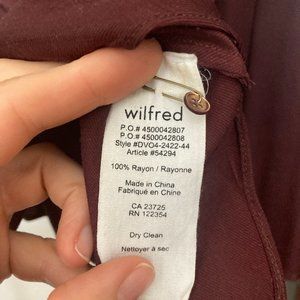 wilfred
P.O.# 4500042807
P.O.# 4500042808
Style #DVO4-2422-44
Article #54294
100% Rayon / Rayonne
Made in China
Fabriqué en Chine
CA 23725
RN 122354
Dry Clean
Nettoyer à sec